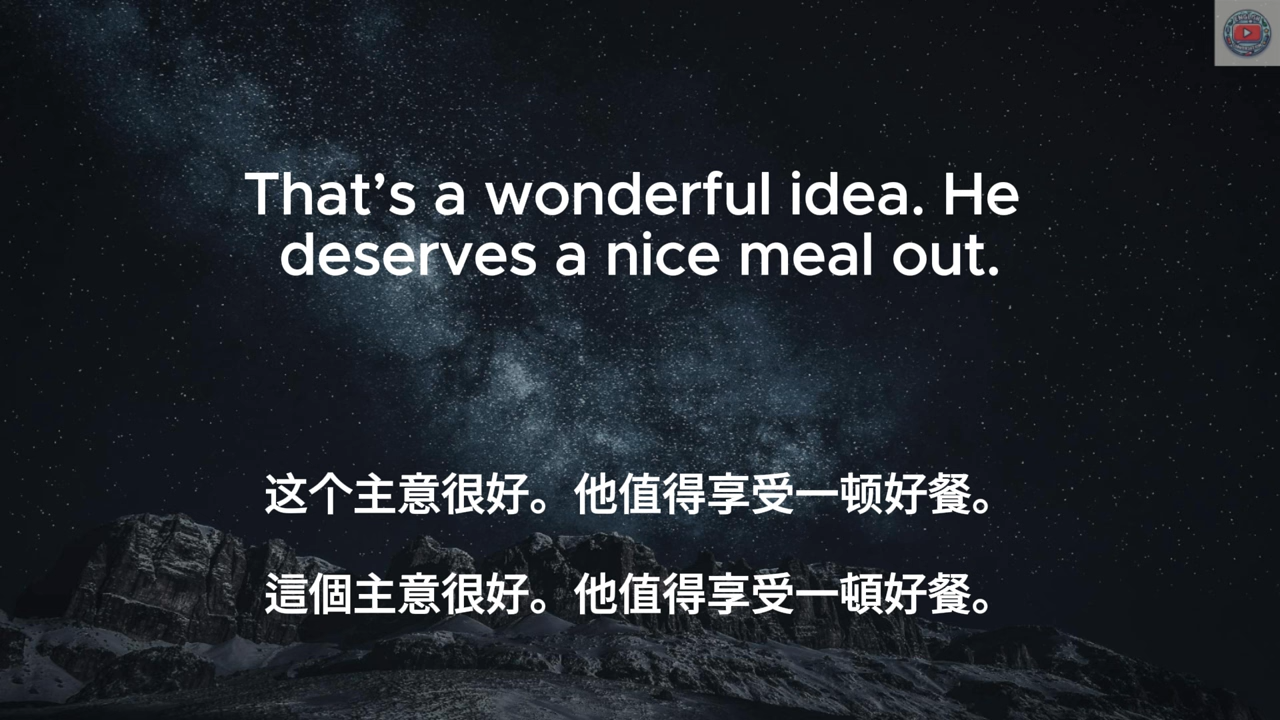 That’s a wonderful idea. He
deserves a nice meal out.
这个主意很好。他值得享受一顿好餐。
這個主意很好。他值得享受一頓好餐。